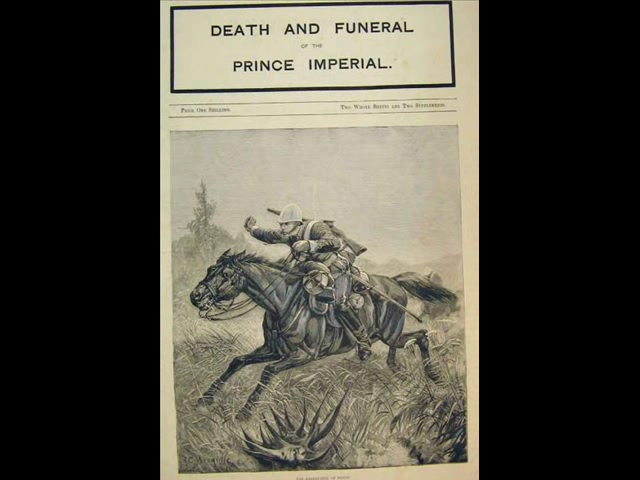 DEATH AND FUNERAL
OF THE
PRINCE IMPERIAL.
PRICE ONE SHILLING.
TWO WHOLE SHEETS AND TWO SUPPLEMENTS.